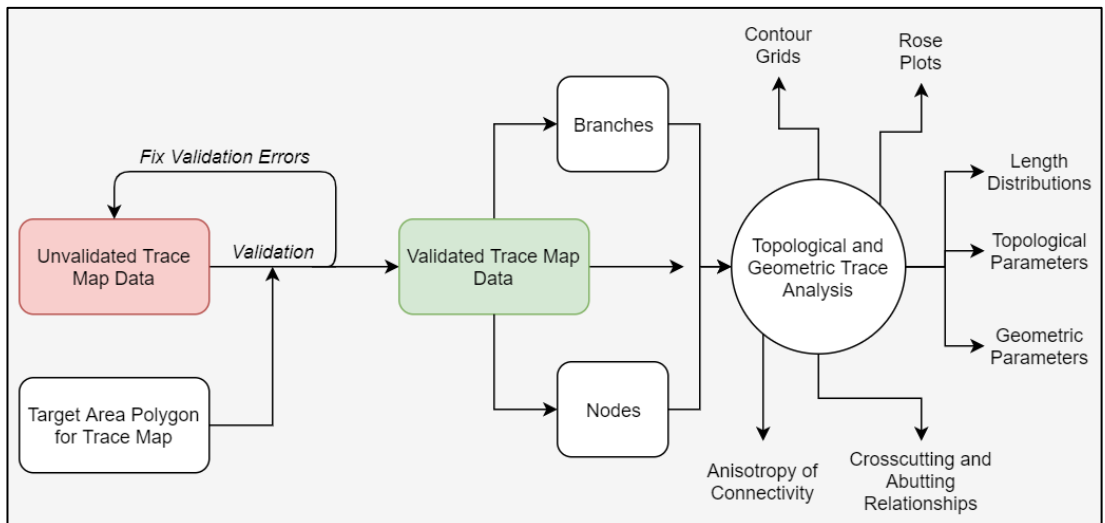 Contour
Grids
Rose
Plots
Branches
Fix Validation Errors
Length
Distributions
Unvalidated Trace
Map Data
Validation
Validated Trace Map
Data
Topological and
Geometric Trace
Analysis
Topological
Parameters
Geometric
Parameters
Target Area Polygon
for Trace Map
Nodes
Anisotropy of
Connectivity
Crosscutting and
Abutting
Relationships